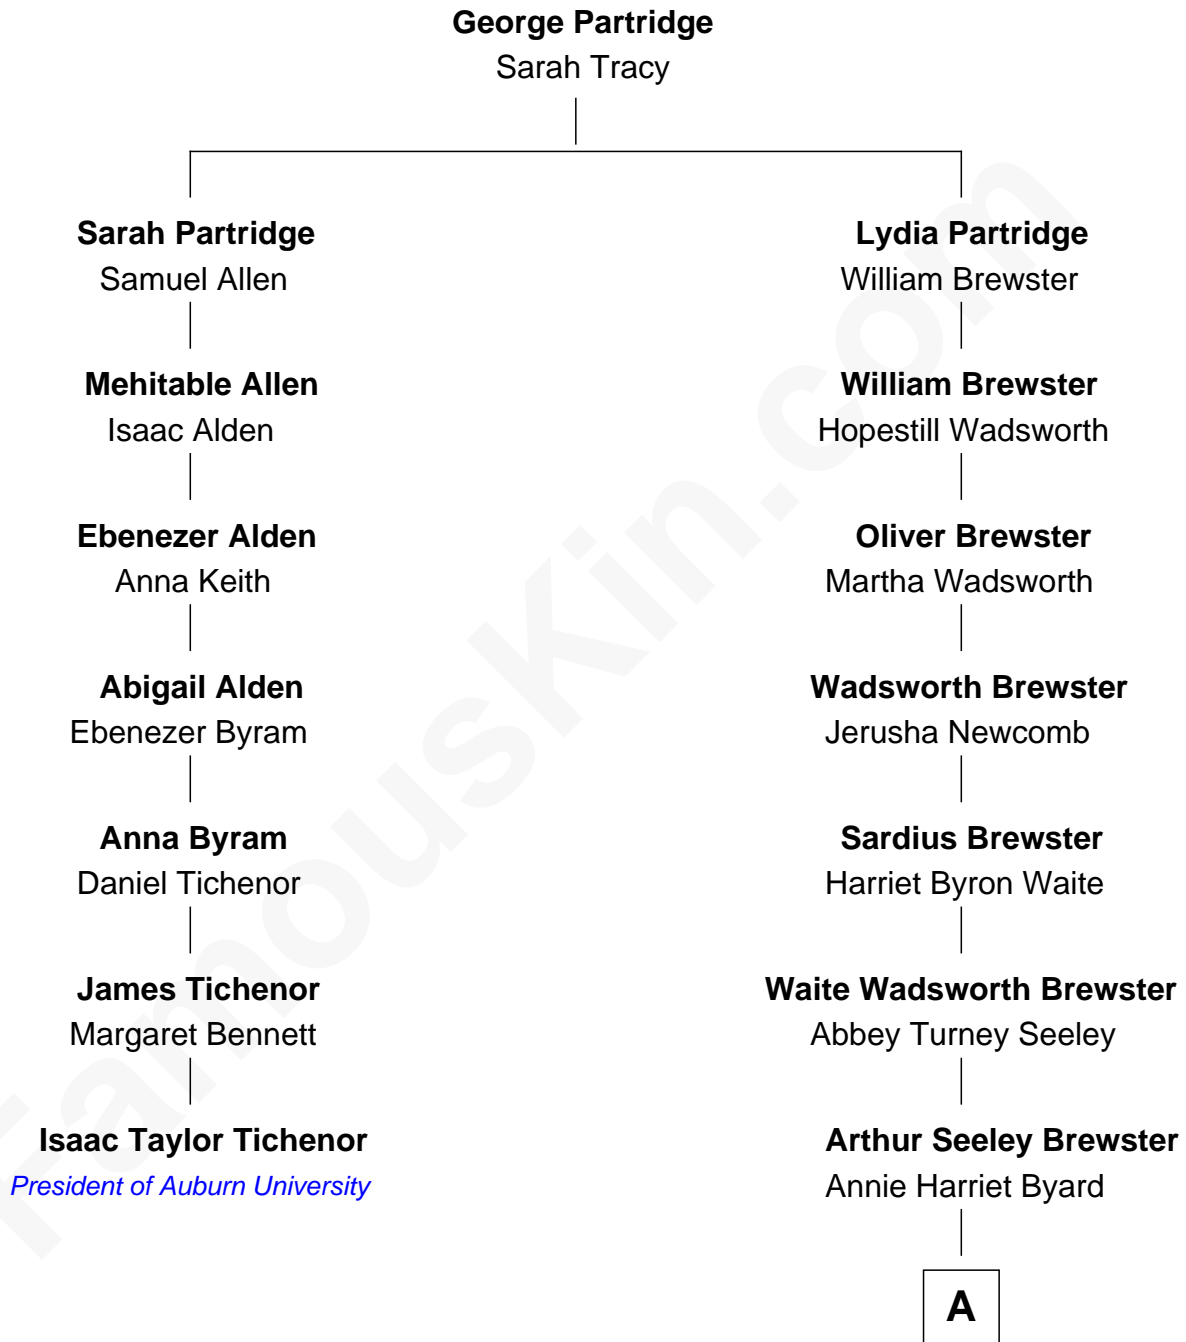 George Partridge
Sarah Tracy
Sarah Partridge
Samuel Allen
Mehitable Allen
Isaac Alden
Ebenezer Alden
Anna Keith
Abigail Alden
Ebenezer Byram
Anna Byram
Daniel Tichenor
James Tichenor
Margaret Bennett
Isaac Taylor Tichenor
President of Auburn University
Lydia Partridge
William Brewster
William Brewster
Hopestill Wadsworth
Oliver Brewster
Martha Wadsworth
Wadsworth Brewster
Jerusha Newcomb
Sardius Brewster
Harriet Byron Waite
Waite Wadsworth Brewster
Abbey Turney Seeley
Arthur Seeley Brewster
Annie Harriet Byard
A
FamousKin.com